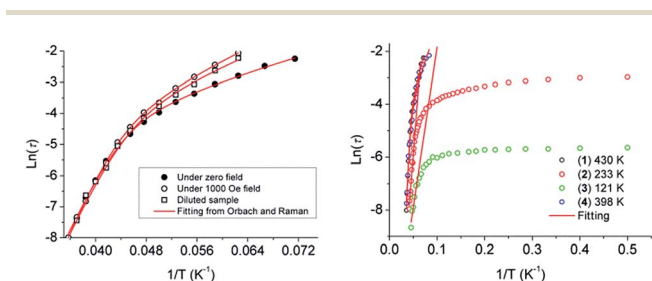 Ln(τ)
-2
-3
-4
-5
-6
-7
-8
0.040 0.048 0.056 0.064 0.072
1/T (K⁻¹)
Under zero field
Under 1000 Oe field
Diluted sample
Fitting from Orbach and Raman
Ln(τ)
-2
-4
-6
-8
0.0 0.1 0.2 0.3 0.4 0.5
1/T (K⁻¹)
(1) 430 K
(2) 233 K
(3) 121 K
(4) 398 K
Fitting